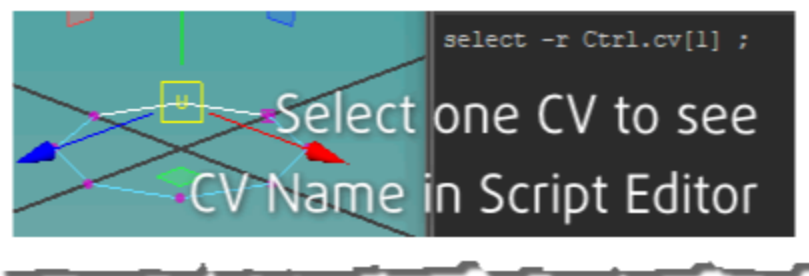 select -r Ctrl.cv[1] ;
U
Select one CV to see
CV Name in Script Editor